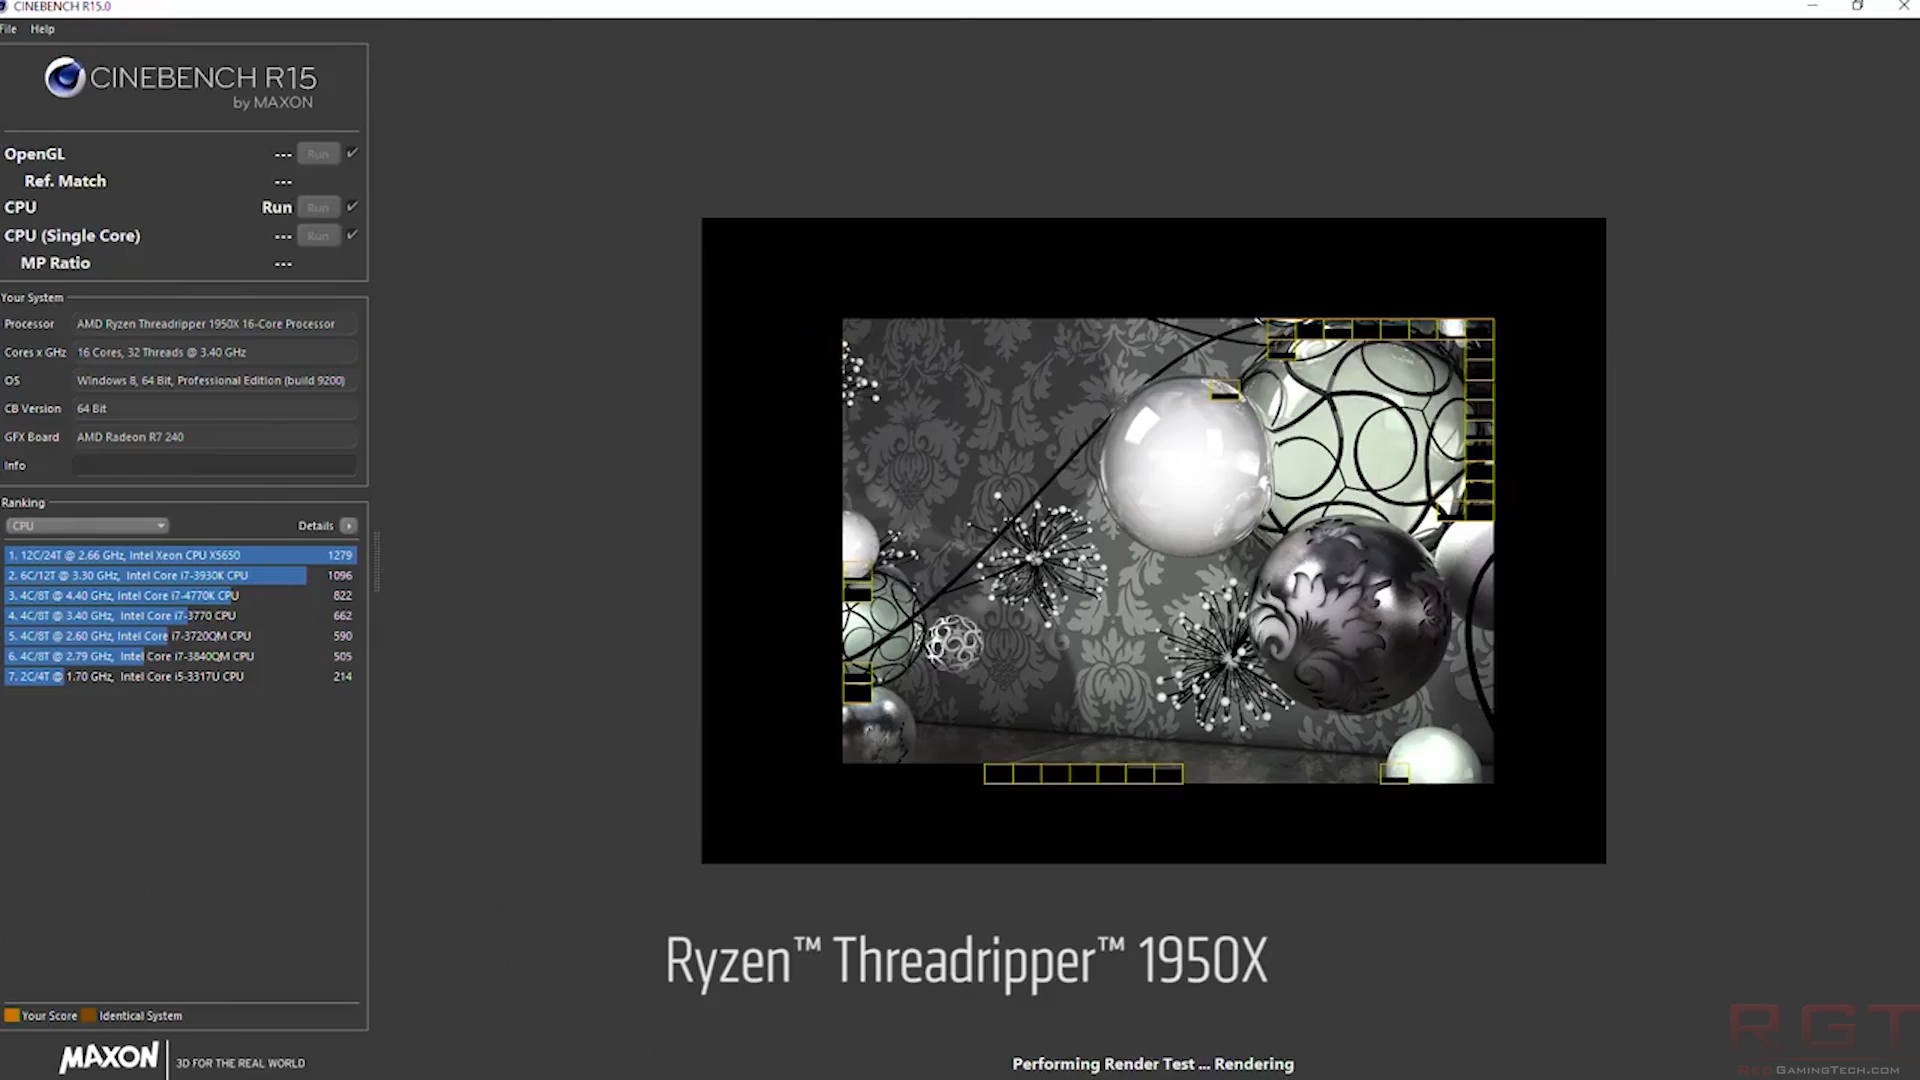 CINEBENCH R15.0
File Help
CINEBENCH R15
by MAXON
OpenGL --- Run
Ref. Match ---
CPU Run Run
CPU (Single Core) --- Run
MP Ratio ---
Your System
Processor AMD Ryzen Threadripper 1950X 16-Core Processor
Cores x GHz 16 Cores, 32 Threads @ 3.40 GHz
OS Windows 8, 64 Bit, Professional Edition (build 9200)
CB Version 64 Bit
GFX Board AMD Radeon R7 240
Info
Ranking
CPU Details
1. 12C/24T @ 2.66 GHz, Intel Xeon CPU X5650 1279
2. 6C/12T @ 3.30 GHz, Intel Core i7-3930K CPU 1096
3. 4C/8T @ 4.40 GHz, Intel Core i7-4770K CPU 822
4. 4C/8T @ 3.40 GHz, Intel Core i7-3770 CPU 662
5. 4C/8T @ 2.60 GHz, Intel Core i7-3720QM CPU 590
6. 4C/8T @ 2.79 GHz, Intel Core i7-3840QM CPU 505
7. 2C/4T @ 1.70 GHz, Intel Core i5-3317U CPU 214
Ryzen™ Threadripper™ 1950X
Your Score Identical System
MAXON 3D FOR THE REAL WORLD
Performing Render Test ... Rendering
RGT
REDGAMINGTECH.COM